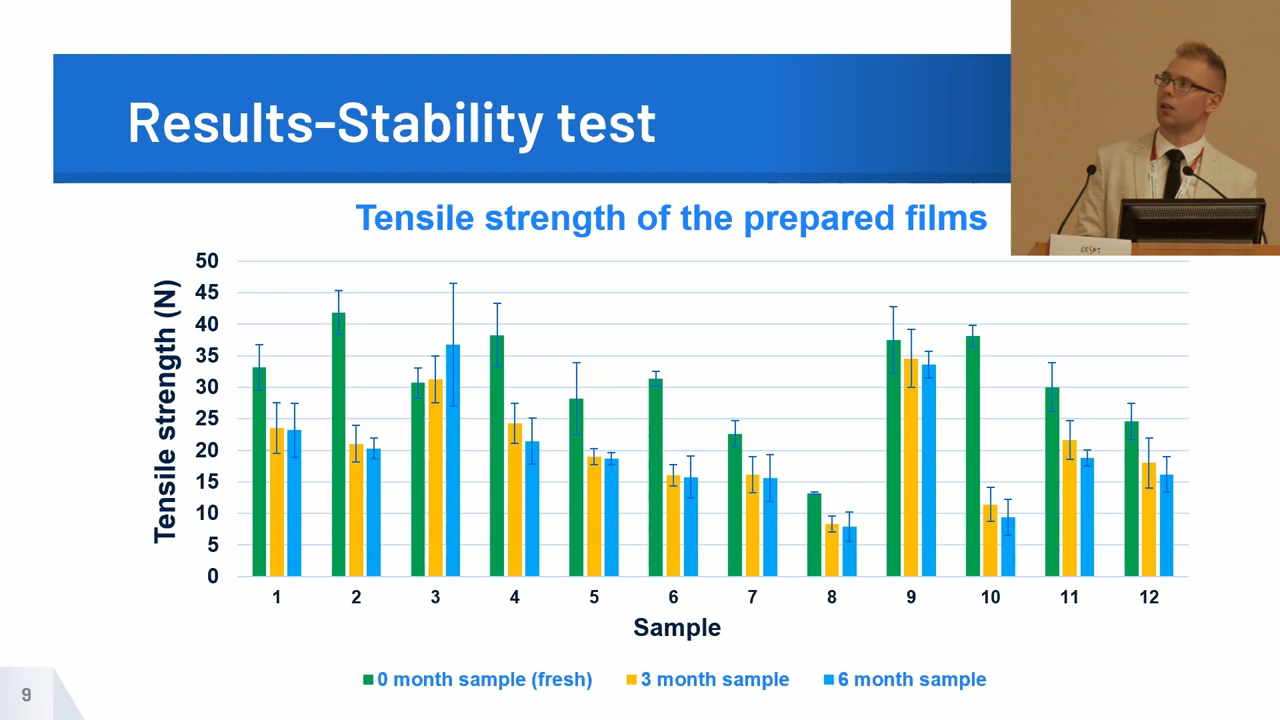 Results-Stability test
Tensile strength of the prepared films
Tensile strength (N)
50
45
40
35
30
25
20
15
10
5
0
1 2 3 4 5 6 7 8 9 10 11 12
Sample
0 month sample (fresh) 3 month sample 6 month sample
9